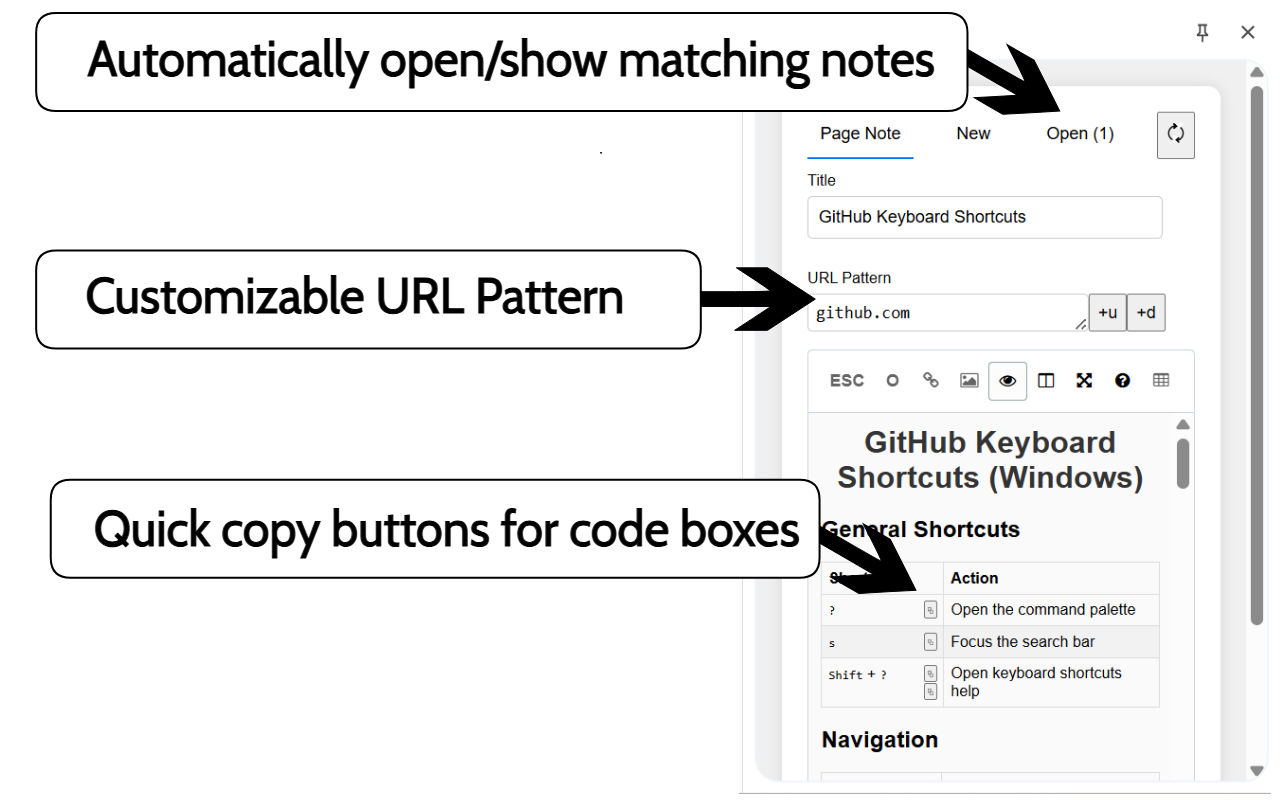 Automatically open/show matching notes
Page Note New Open (1)
Title
GitHub Keyboard Shortcuts
Customizable URL Pattern
URL Pattern
github.com +u +d
ESC O
GitHub Keyboard
Shortcuts (Windows)
Quick copy buttons for code boxes
General Shortcuts
Action
? Open the command palette
s Focus the search bar
Shift + ? Open keyboard shortcuts
help
Navigation